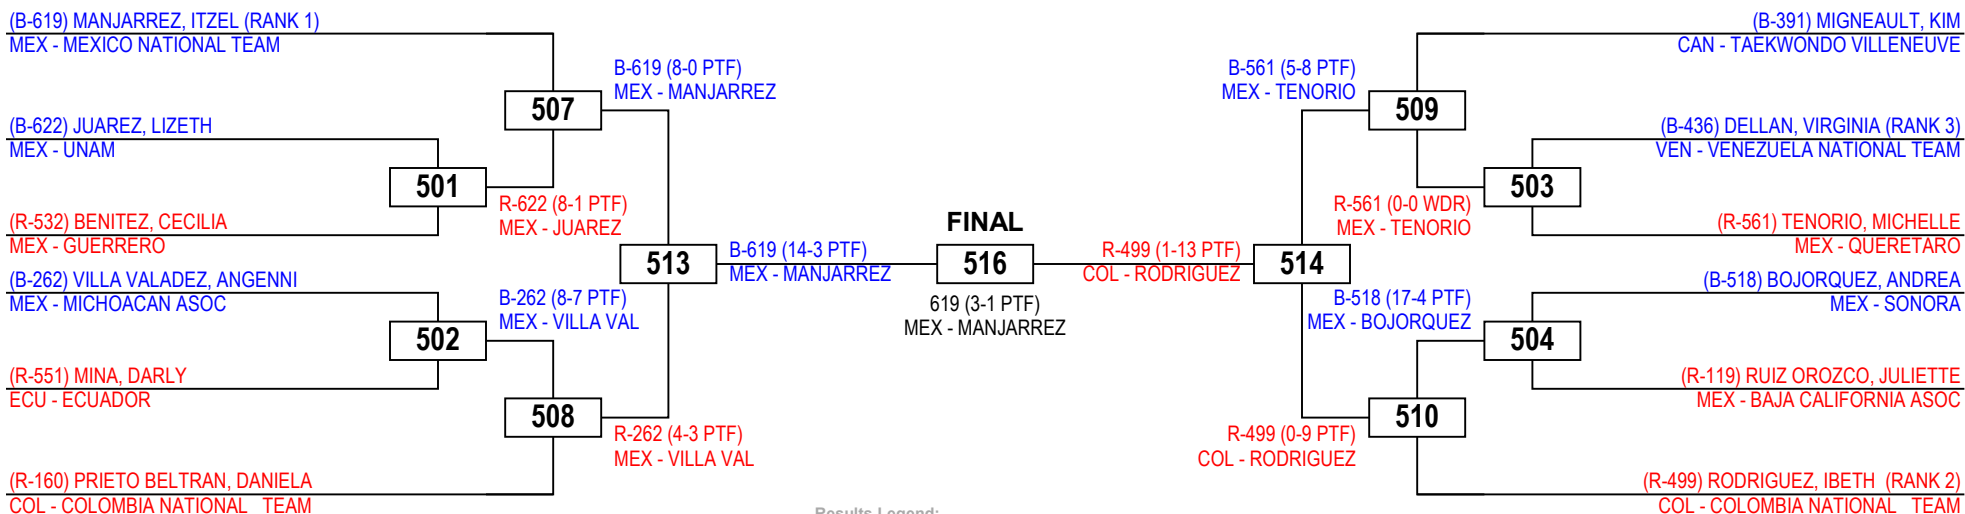 (B-619) MANJARREZ, ITZEL (RANK 1)
MEX - MEXICO NATIONAL TEAM
(B-622) JUAREZ, LIZETH
MEX - UNAM
(R-532) BENITEZ, CECILIA
MEX - GUERRERO
(B-262) VILLA VALADEZ, ANGENNI
MEX - MICHOACAN ASOC
(R-551) MINA, DARLY
ECU - ECUADOR
(R-160) PRIETO BELTRAN, DANIELA
COL - COLOMBIA NATIONAL TEAM
501
502
R-622 (8-1 PTF)
MEX - JUAREZ
B-262 (8-7 PTF)
MEX - VILLA VAL
507
508
B-619 (8-0 PTF)
MEX - MANJARREZ
R-262 (4-3 PTF)
MEX - VILLA VAL
513
B-619 (14-3 PTF)
MEX - MANJARREZ
FINAL
516
619 (3-1 PTF)
MEX - MANJARREZ
Results Legend:
R-499 (1-13 PTF)
COL - RODRIGUEZ
514
B-561 (5-8 PTF)
MEX - TENORIO
R-499 (0-9 PTF)
COL - RODRIGUEZ
509
510
R-561 (0-0 WDR)
MEX - TENORIO
B-518 (17-4 PTF)
MEX - BOJORQUEZ
503
504
(B-391) MIGNEAULT, KIM
CAN - TAEKWONDO VILLENEUVE
(B-436) DELLAN, VIRGINIA (RANK 3)
VEN - VENEZUELA NATIONAL TEAM
(R-561) TENORIO, MICHELLE
MEX - QUERETARO
(B-518) BOJORQUEZ, ANDREA
MEX - SONORA
(R-119) RUIZ OROZCO, JULIETTE
MEX - BAJA CALIFORNIA ASOC
(R-499) RODRIGUEZ, IBETH (RANK 2)
COL - COLOMBIA NATIONAL TEAM